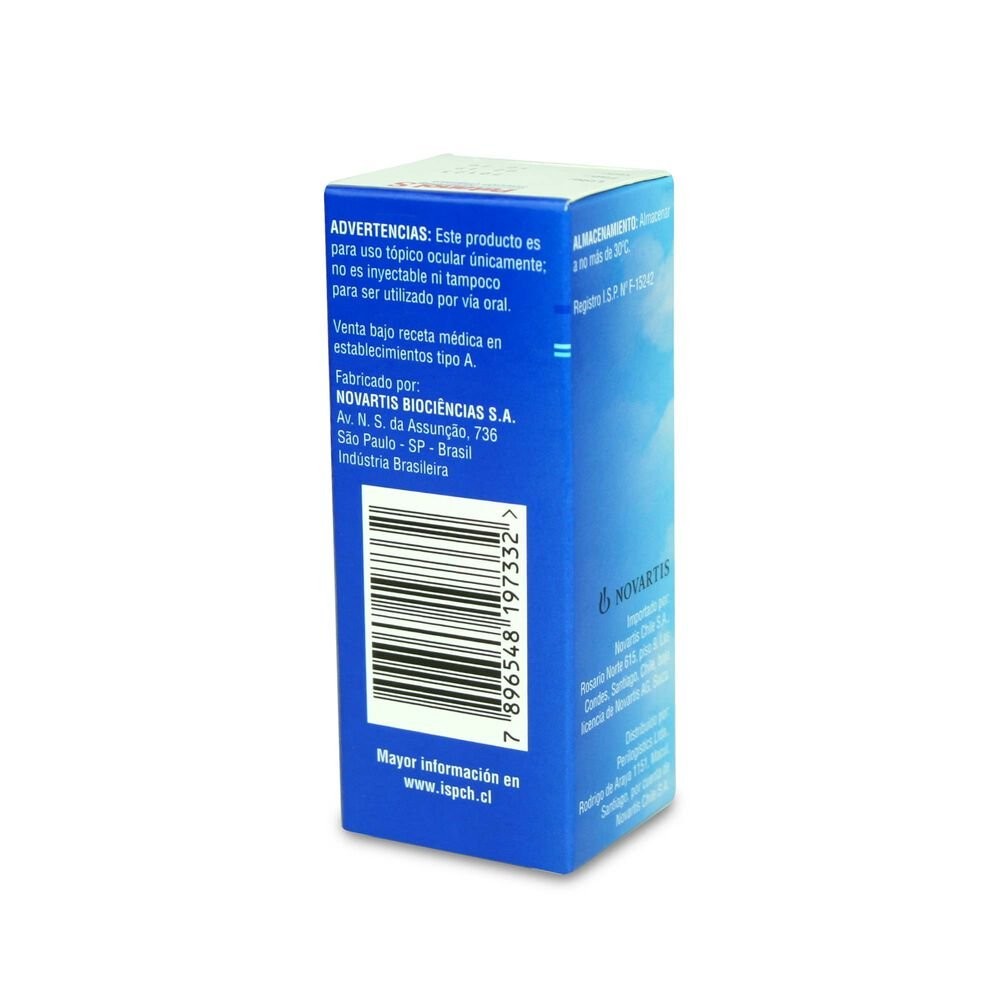 Patanol S
ADVERTENCIAS: Este producto es
para uso tópico ocular únicamente;
no es inyectable ni tampoco
para ser utilizado por vía oral.
Venta bajo receta médica en
establecimientos tipo A.
Fabricado por:
NOVARTIS BIOCIÊNCIAS S.A.
Av. N. S. da Assunção, 736
São Paulo - SP - Brasil
Indústria Brasileira
7 896548 197332 >
Mayor información en
www.ispch.cl
ALMACENAMIENTO: Almacenar
a no más de 30°C.
Registro I.S.P. N° F-15242
NOVARTIS
Importado por:
Novartis Chile S.A.,
Rosario Norte 615, piso 9, Las
Condes, Santiago, Chile, bajo
licencia de Novartis AG, Suiza
Distribuido por:
Perilogistics Ltda.
Rodrigo de Araya 1151, Macul,
Santiago, por cuenta de
Novartis Chile S.A.